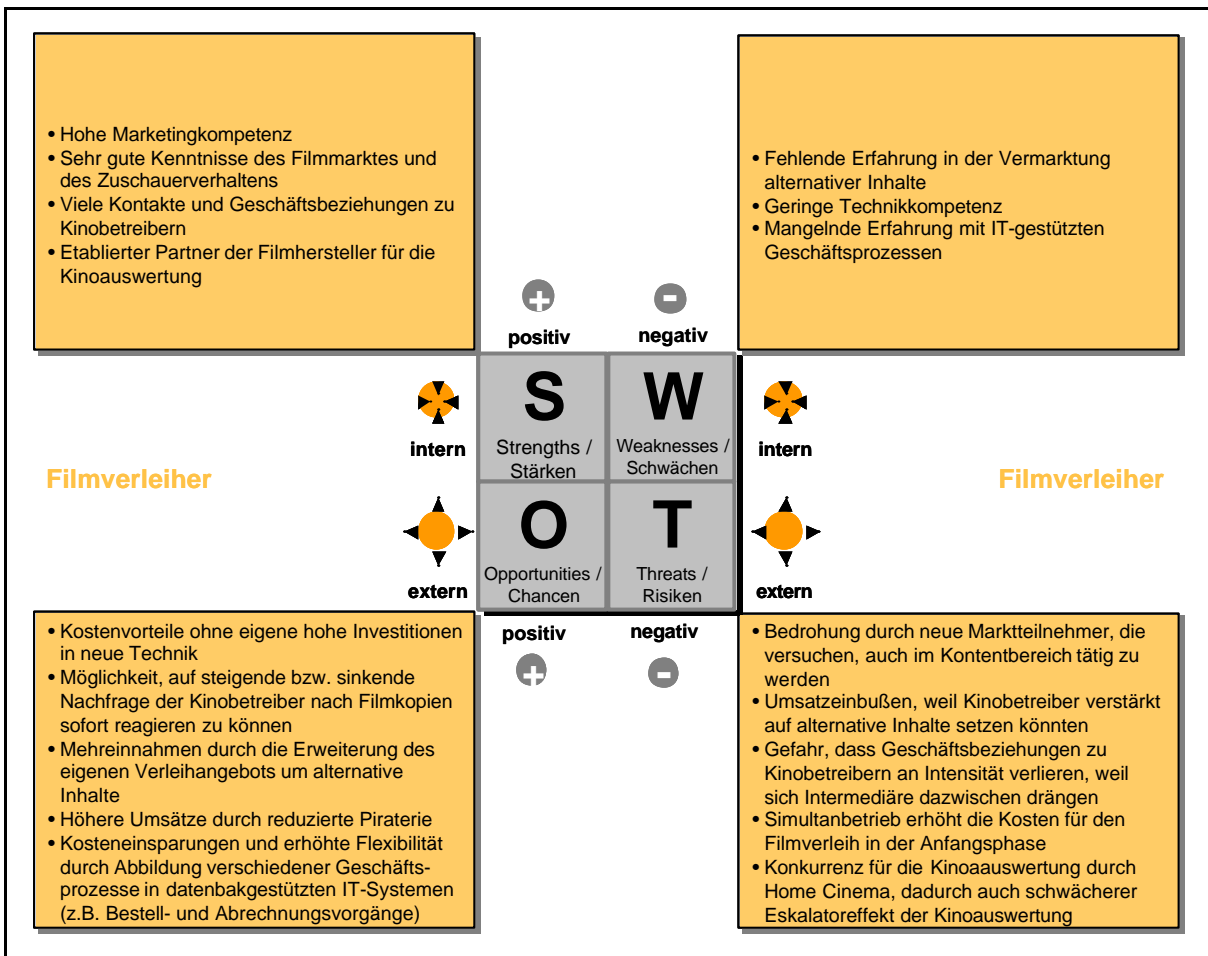 • Hohe Marketingkompetenz
• Sehr gute Kenntnisse des Filmmarktes und
des Zuschauerverhaltens
• Viele Kontakte und Geschäftsbeziehungen zu
Kinobetreibern
• Etablierter Partner der Filmhersteller für die
Kinoauswertung
• Fehlende Erfahrung in der Vermarktung
alternativer Inhalte
• Geringe Technikkompetenz
• Mangelnde Erfahrung mit IT-gestützten
Geschäftsprozessen
+
-
positiv
negativ
S
Strengths /
Stärken
W
Weaknesses /
Schwächen
intern
intern
Filmverleiher
Filmverleiher
O
Opportunities /
Chancen
T
Threats /
Risiken
extern
extern
positiv
negativ
+
-
• Kostenvorteile ohne eigene hohe Investitionen
in neue Technik
• Möglichkeit, auf steigende bzw. sinkende
Nachfrage der Kinobetreiber nach Filmkopien
sofort reagieren zu können
• Mehreinnahmen durch die Erweiterung des
eigenen Verleihangebots um alternative
Inhalte
• Höhere Umsätze durch reduzierte Piraterie
• Kosteneinsparungen und erhöhte Flexibilität
durch Abbildung verschiedener Geschäfts-
prozesse in datenbakgestützten IT-Systemen
(z.B. Bestell- und Abrechnungsvorgänge)
• Bedrohung durch neue Marktteilnehmer, die
versuchen, auch im Kontentbereich tätig zu
werden
• Umsatzeinbußen, weil Kinobetreiber verstärkt
auf alternative Inhalte setzen könnten
• Gefahr, dass Geschäftsbeziehungen zu
Kinobetreibern an Intensität verlieren, weil
sich Intermediäre dazwischen drängen
• Simultanbetrieb erhöht die Kosten für den
Filmverleih in der Anfangsphase
• Konkurrenz für die Kinoaauswertung durch
Home Cinema, dadurch auch schwächerer
Eskalatoreffekt der Kinoauswertung